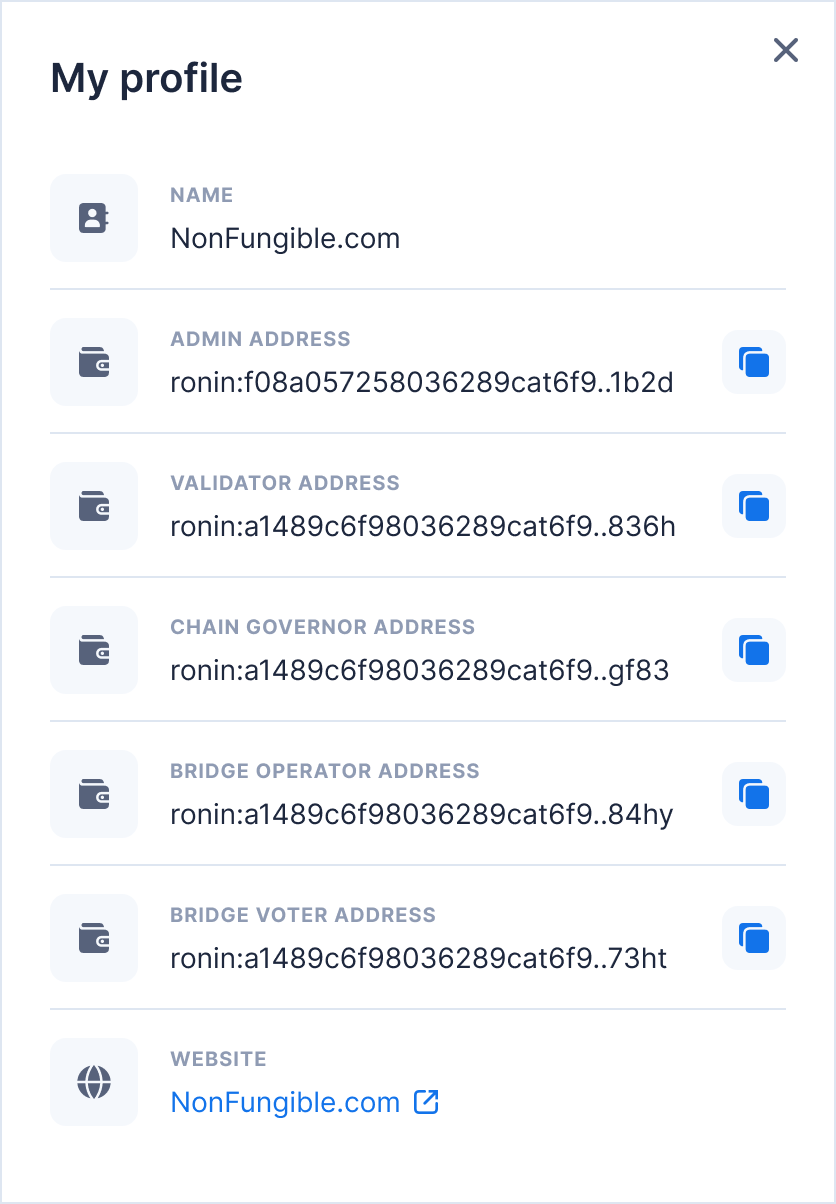 My profile
NAME
NonFungible.com
ADMIN ADDRESS
ronin:f08a057258036289cat6f9..1b2d
VALIDATOR ADDRESS
ronin:a1489c6f98036289cat6f9..836h
CHAIN GOVERNOR ADDRESS
ronin:a1489c6f98036289cat6f9..gf83
BRIDGE OPERATOR ADDRESS
ronin:a1489c6f98036289cat6f9..84hy
BRIDGE VOTER ADDRESS
ronin:a1489c6f98036289cat6f9..73ht
WEBSITE
NonFungible.com